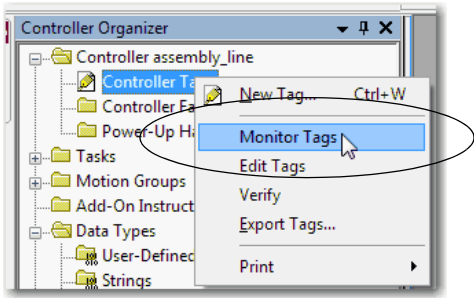 Controller Organizer
Controller assembly_line
Controller Ta
New Tag... Ctrl+W
Controller Fa
Monitor Tags
Power-Up Ha
Tasks
Edit Tags
Motion Groups
Verify
Add-On Instruct
Export Tags...
Data Types
User-Defined
Print
Strings